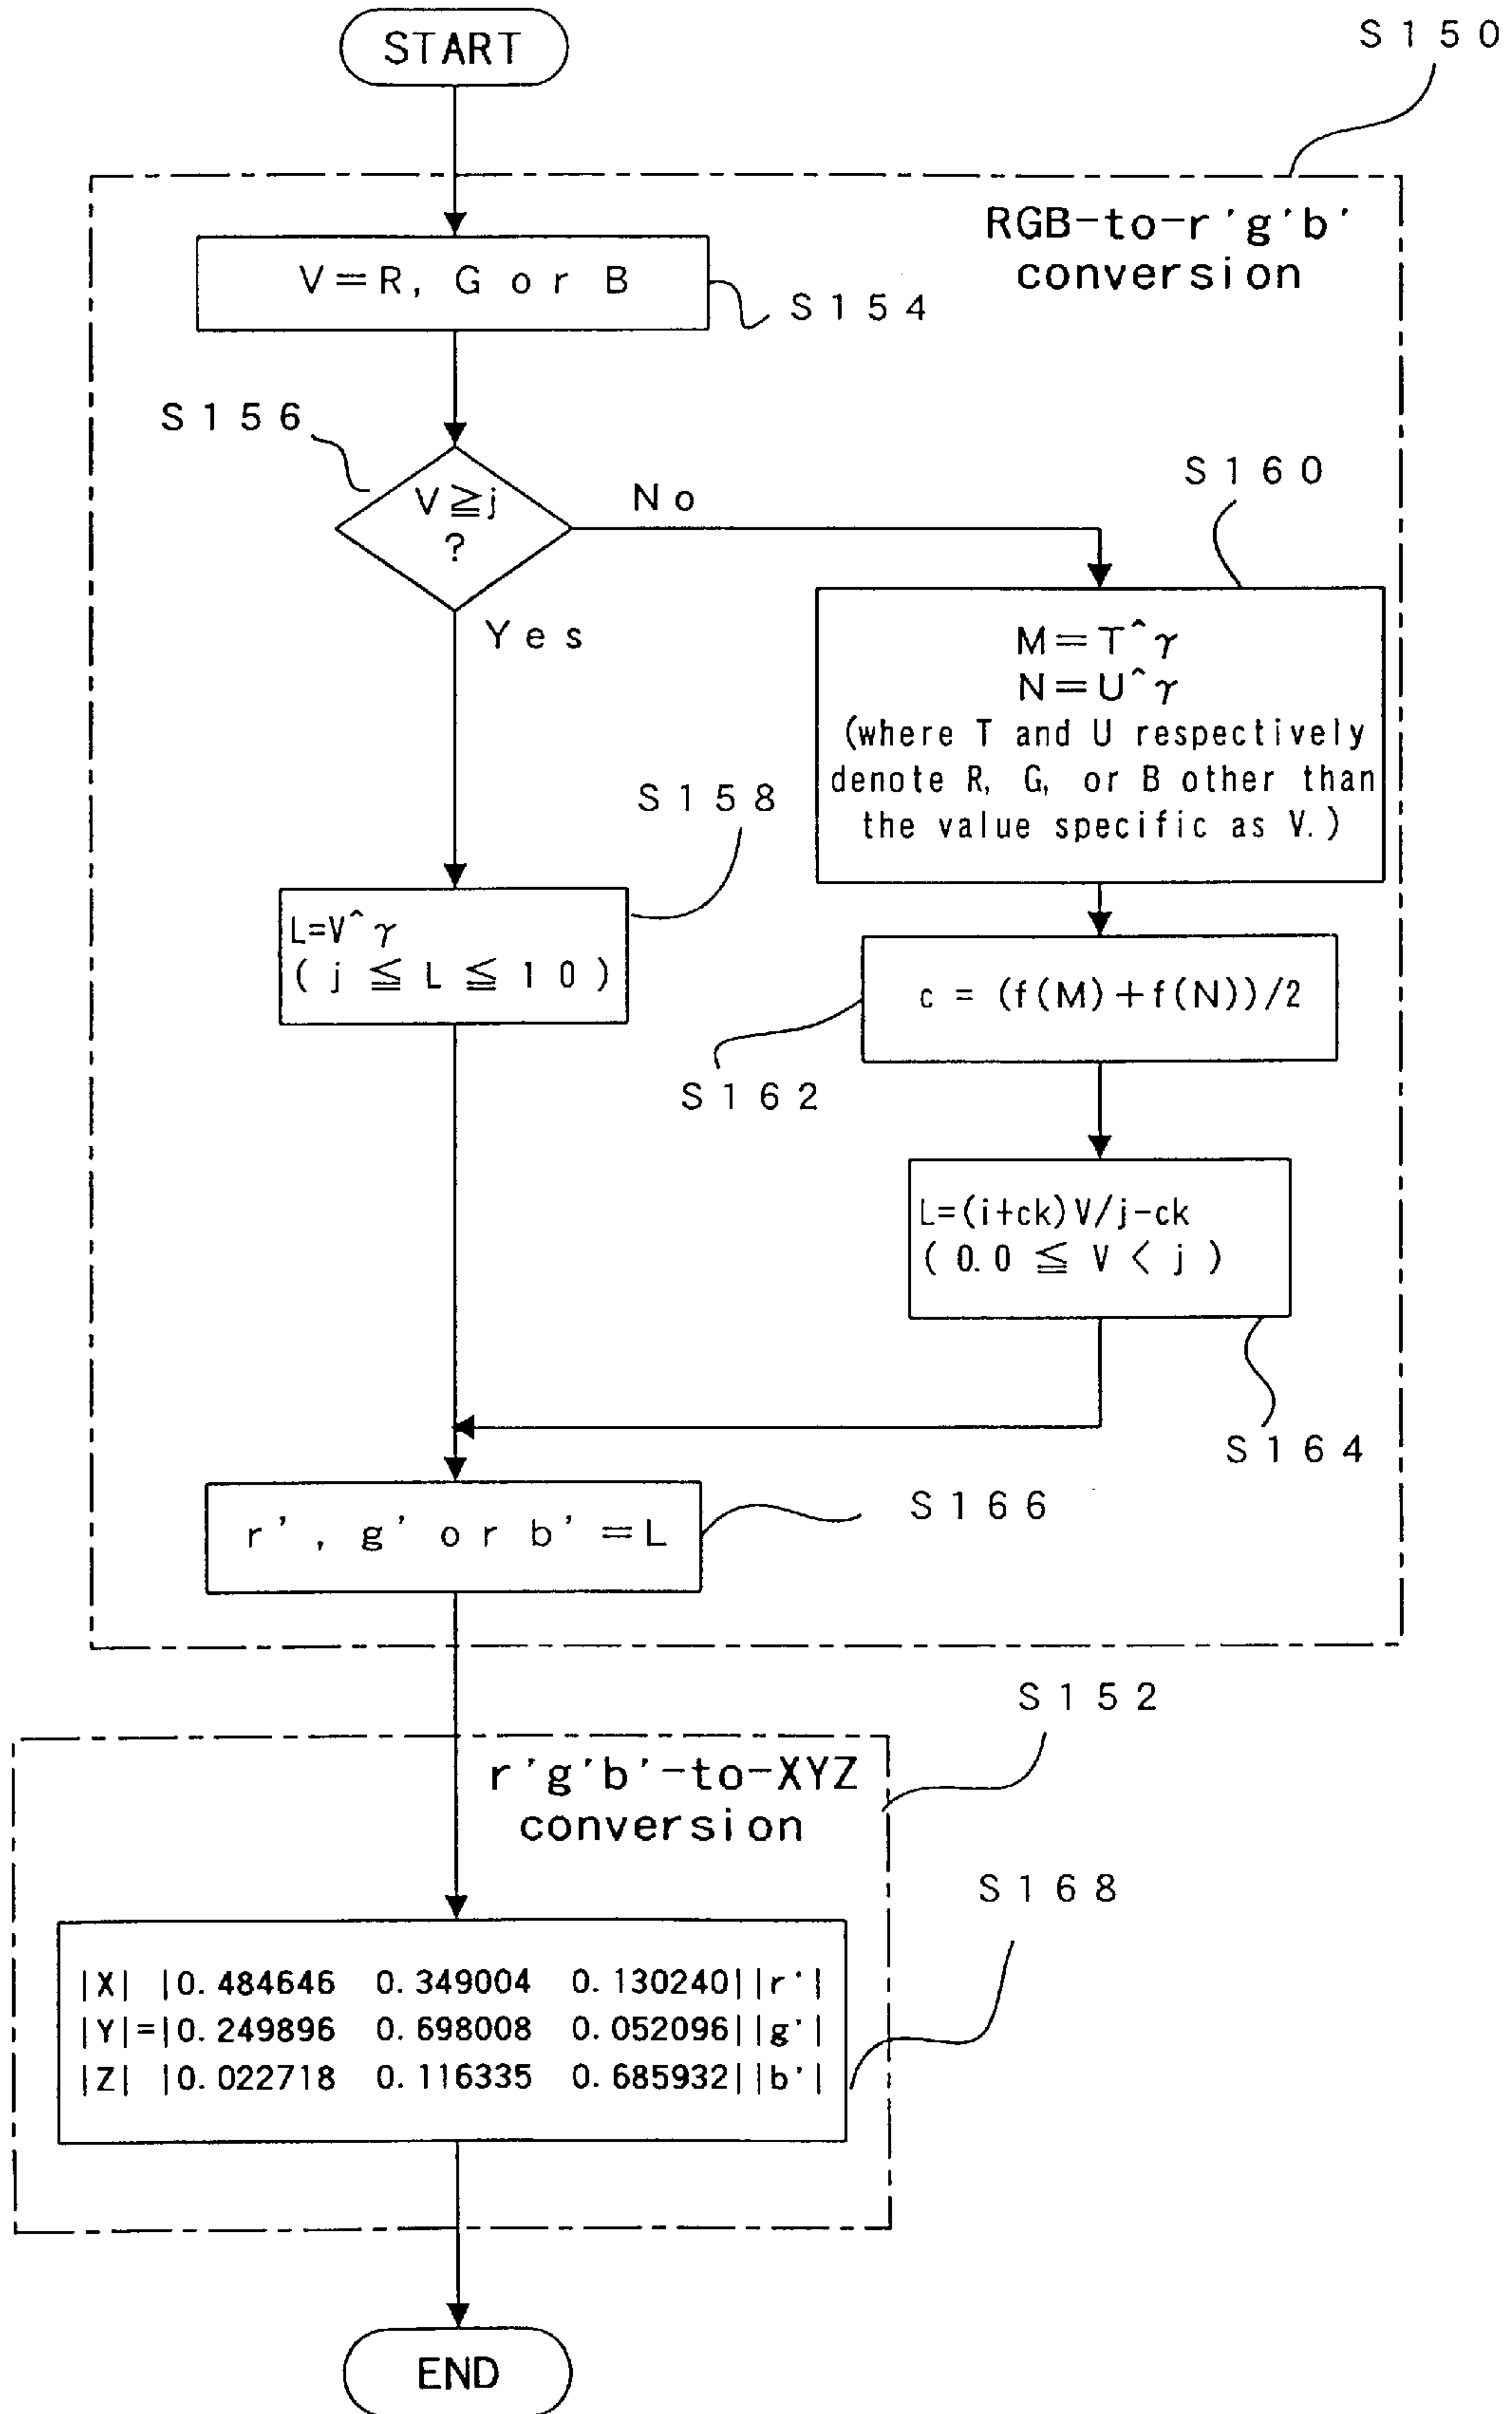 START
S150
RGB-to-r'g'b'
conversion
V=R, G or B
S154
S156
V≧j
?
No
Yes
S160
M=T^γ
N=U^γ
(where T and U respectively
denote R, G, or B other than
the value specific as V.)
S158
L=V^γ
(j ≦ L ≦ 10)
c = (f(M)+f(N))/2
S162
L=(i+ck)V/j-ck
(0.0 ≦ V < j)
S164
S166
r', g' or b'=L
S152
r'g'b'-to-XYZ
conversion
S168
|X| |0.484646 0.349004 0.130240||r'|
|Y|=|0.249896 0.698008 0.052096||g'|
|Z| |0.022718 0.116335 0.685932||b'|
END